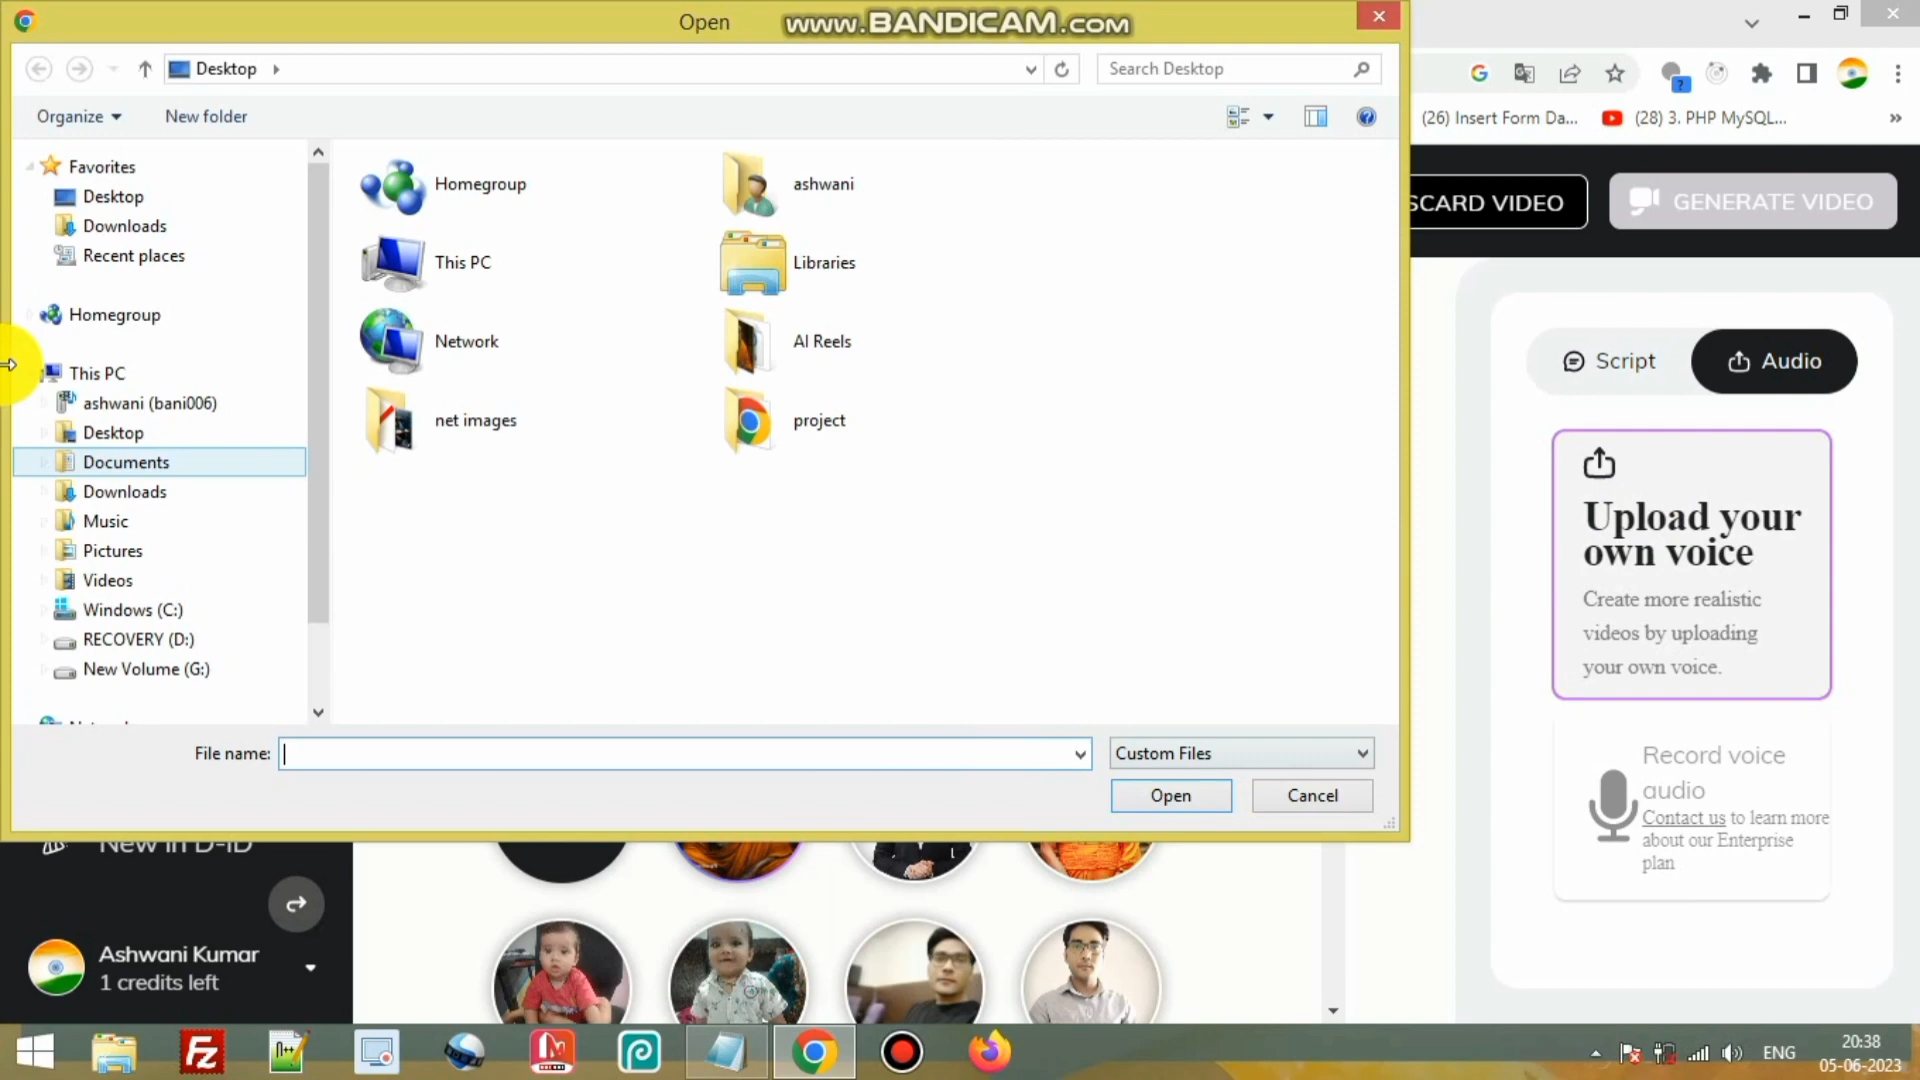 Open
www.BANDICAM.com
Desktop
Search Desktop
Organize
New folder
(26) Insert Form Da...
(28) 3. PHP MySQL...
»
Favorites
Desktop
Downloads
Recent places
Homegroup
This PC
ashwani (bani006)
Desktop
Documents
Downloads
Music
Pictures
Videos
Windows (C:)
RECOVERY (D:)
New Volume (G:)
Homegroup
ashwani
This PC
Libraries
Network
AI Reels
net images
project
File name:
Custom Files
Open
Cancel
SCARD VIDEO
GENERATE VIDEO
Script
Audio
Upload your
own voice
Create more realistic
videos by uploading
your own voice.
Record voice
audio
Contact us to learn more
about our Enterprise
plan
New in D-ID
Ashwani Kumar
1 credits left
ENG
20:38
05-06-2023